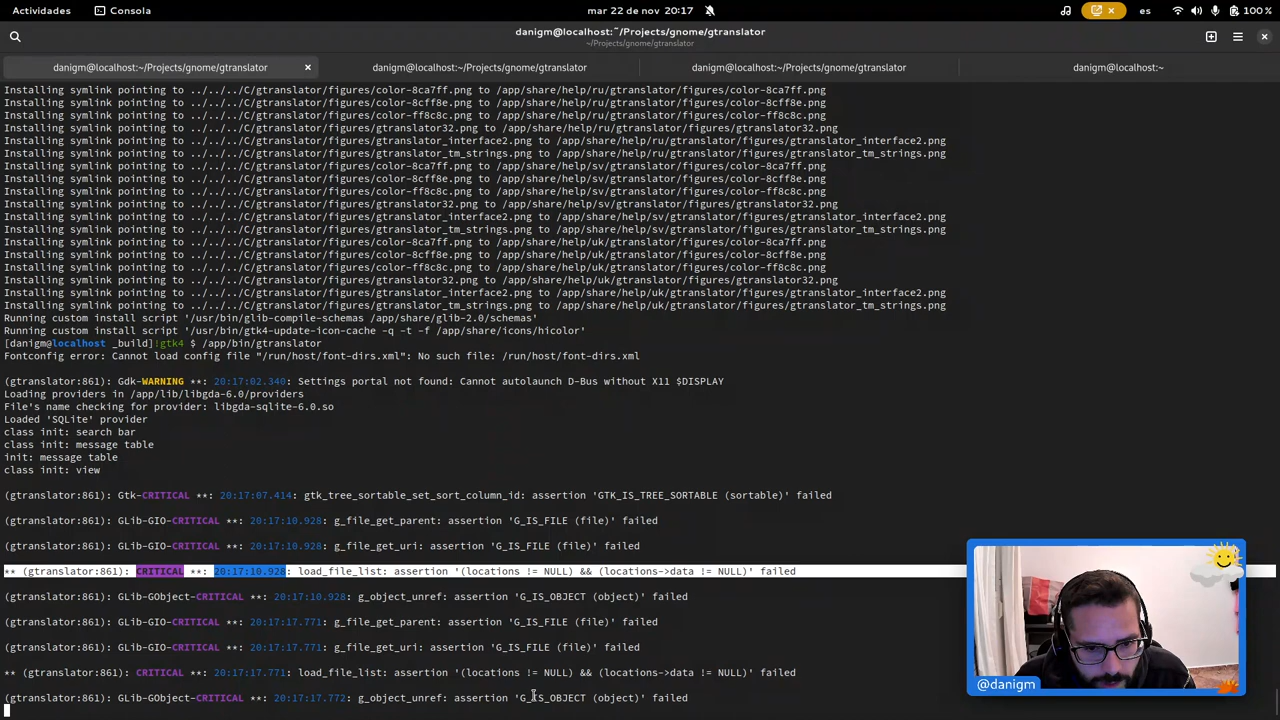 Actividades Consola mar 22 de nov 20:17 es 100 %
danigm@localhost:~/Projects/gnome/gtranslator
~/Projects/gnome/gtranslator
danigm@localhost:~/Projects/gnome/gtranslator × danigm@localhost:~/Projects/gnome/gtranslator danigm@localhost:~/Projects/gnome/gtranslator danigm@localhost:~
Installing symlink pointing to ../../../C/gtranslator/figures/color-8ca7ff.png to /app/share/help/ru/gtranslator/figures/color-8ca7ff.png
Installing symlink pointing to ../../../C/gtranslator/figures/color-8cff8e.png to /app/share/help/ru/gtranslator/figures/color-8cff8e.png
Installing symlink pointing to ../../../C/gtranslator/figures/color-ff8c8c.png to /app/share/help/ru/gtranslator/figures/color-ff8c8c.png
Installing symlink pointing to ../../../C/gtranslator/figures/gtranslator32.png to /app/share/help/ru/gtranslator/figures/gtranslator32.png
Installing symlink pointing to ../../../C/gtranslator/figures/gtranslator_interface2.png to /app/share/help/ru/gtranslator/figures/gtranslator_interface2.png
Installing symlink pointing to ../../../C/gtranslator/figures/gtranslator_tm_strings.png to /app/share/help/ru/gtranslator/figures/gtranslator_tm_strings.png
Installing symlink pointing to ../../../C/gtranslator/figures/color-8ca7ff.png to /app/share/help/sv/gtranslator/figures/color-8ca7ff.png
Installing symlink pointing to ../../../C/gtranslator/figures/color-8cff8e.png to /app/share/help/sv/gtranslator/figures/color-8cff8e.png
Installing symlink pointing to ../../../C/gtranslator/figures/color-ff8c8c.png to /app/share/help/sv/gtranslator/figures/color-ff8c8c.png
Installing symlink pointing to ../../../C/gtranslator/figures/gtranslator32.png to /app/share/help/sv/gtranslator/figures/gtranslator32.png
Installing symlink pointing to ../../../C/gtranslator/figures/gtranslator_interface2.png to /app/share/help/sv/gtranslator/figures/gtranslator_interface2.png
Installing symlink pointing to ../../../C/gtranslator/figures/gtranslator_tm_strings.png to /app/share/help/sv/gtranslator/figures/gtranslator_tm_strings.png
Installing symlink pointing to ../../../C/gtranslator/figures/color-8ca7ff.png to /app/share/help/uk/gtranslator/figures/color-8ca7ff.png
Installing symlink pointing to ../../../C/gtranslator/figures/color-8cff8e.png to /app/share/help/uk/gtranslator/figures/color-8cff8e.png
Installing symlink pointing to ../../../C/gtranslator/figures/color-ff8c8c.png to /app/share/help/uk/gtranslator/figures/color-ff8c8c.png
Installing symlink pointing to ../../../C/gtranslator/figures/gtranslator32.png to /app/share/help/uk/gtranslator/figures/gtranslator32.png
Installing symlink pointing to ../../../C/gtranslator/figures/gtranslator_interface2.png to /app/share/help/uk/gtranslator/figures/gtranslator_interface2.png
Installing symlink pointing to ../../../C/gtranslator/figures/gtranslator_tm_strings.png to /app/share/help/uk/gtranslator/figures/gtranslator_tm_strings.png
Running custom install script '/usr/bin/glib-compile-schemas /app/share/glib-2.0/schemas'
Running custom install script '/usr/bin/gtk4-update-icon-cache -q -t -f /app/share/icons/hicolor'
[danigm@localhost _build]!gtk4 $ /app/bin/gtranslator
Fontconfig error: Cannot load config file "/run/host/font-dirs.xml": No such file: /run/host/font-dirs.xml
(gtranslator:861): Gdk-WARNING **: 20:17:02.340: Settings portal not found: Cannot autolaunch D-Bus without X11 $DISPLAY
Loading providers in /app/lib/libgda-6.0/providers
File's name checking for provider: libgda-sqlite-6.0.so
Loaded 'SQLite' provider
class init: search bar
class init: message table
init: message table
class init: view
(gtranslator:861): Gtk-CRITICAL **: 20:17:07.414: gtk_tree_sortable_set_sort_column_id: assertion 'GTK_IS_TREE_SORTABLE (sortable)' failed
(gtranslator:861): GLib-GIO-CRITICAL **: 20:17:10.928: g_file_get_parent: assertion 'G_IS_FILE (file)' failed
(gtranslator:861): GLib-GIO-CRITICAL **: 20:17:10.928: g_file_get_uri: assertion 'G_IS_FILE (file)' failed
** (gtranslator:861): CRITICAL **: 20:17:10.928: load_file_list: assertion '(locations != NULL) && (locations->data != NULL)' failed
(gtranslator:861): GLib-GObject-CRITICAL **: 20:17:10.928: g_object_unref: assertion 'G_IS_OBJECT (object)' failed
(gtranslator:861): GLib-GIO-CRITICAL **: 20:17:17.771: g_file_get_parent: assertion 'G_IS_FILE (file)' failed
(gtranslator:861): GLib-GIO-CRITICAL **: 20:17:17.771: g_file_get_uri: assertion 'G_IS_FILE (file)' failed
** (gtranslator:861): CRITICAL **: 20:17:17.771: load_file_list: assertion '(locations != NULL) && (locations->data != NULL)' failed
(gtranslator:861): GLib-GObject-CRITICAL **: 20:17:17.772: g_object_unref: assertion 'G_IS_OBJECT (object)' failed
@danigm